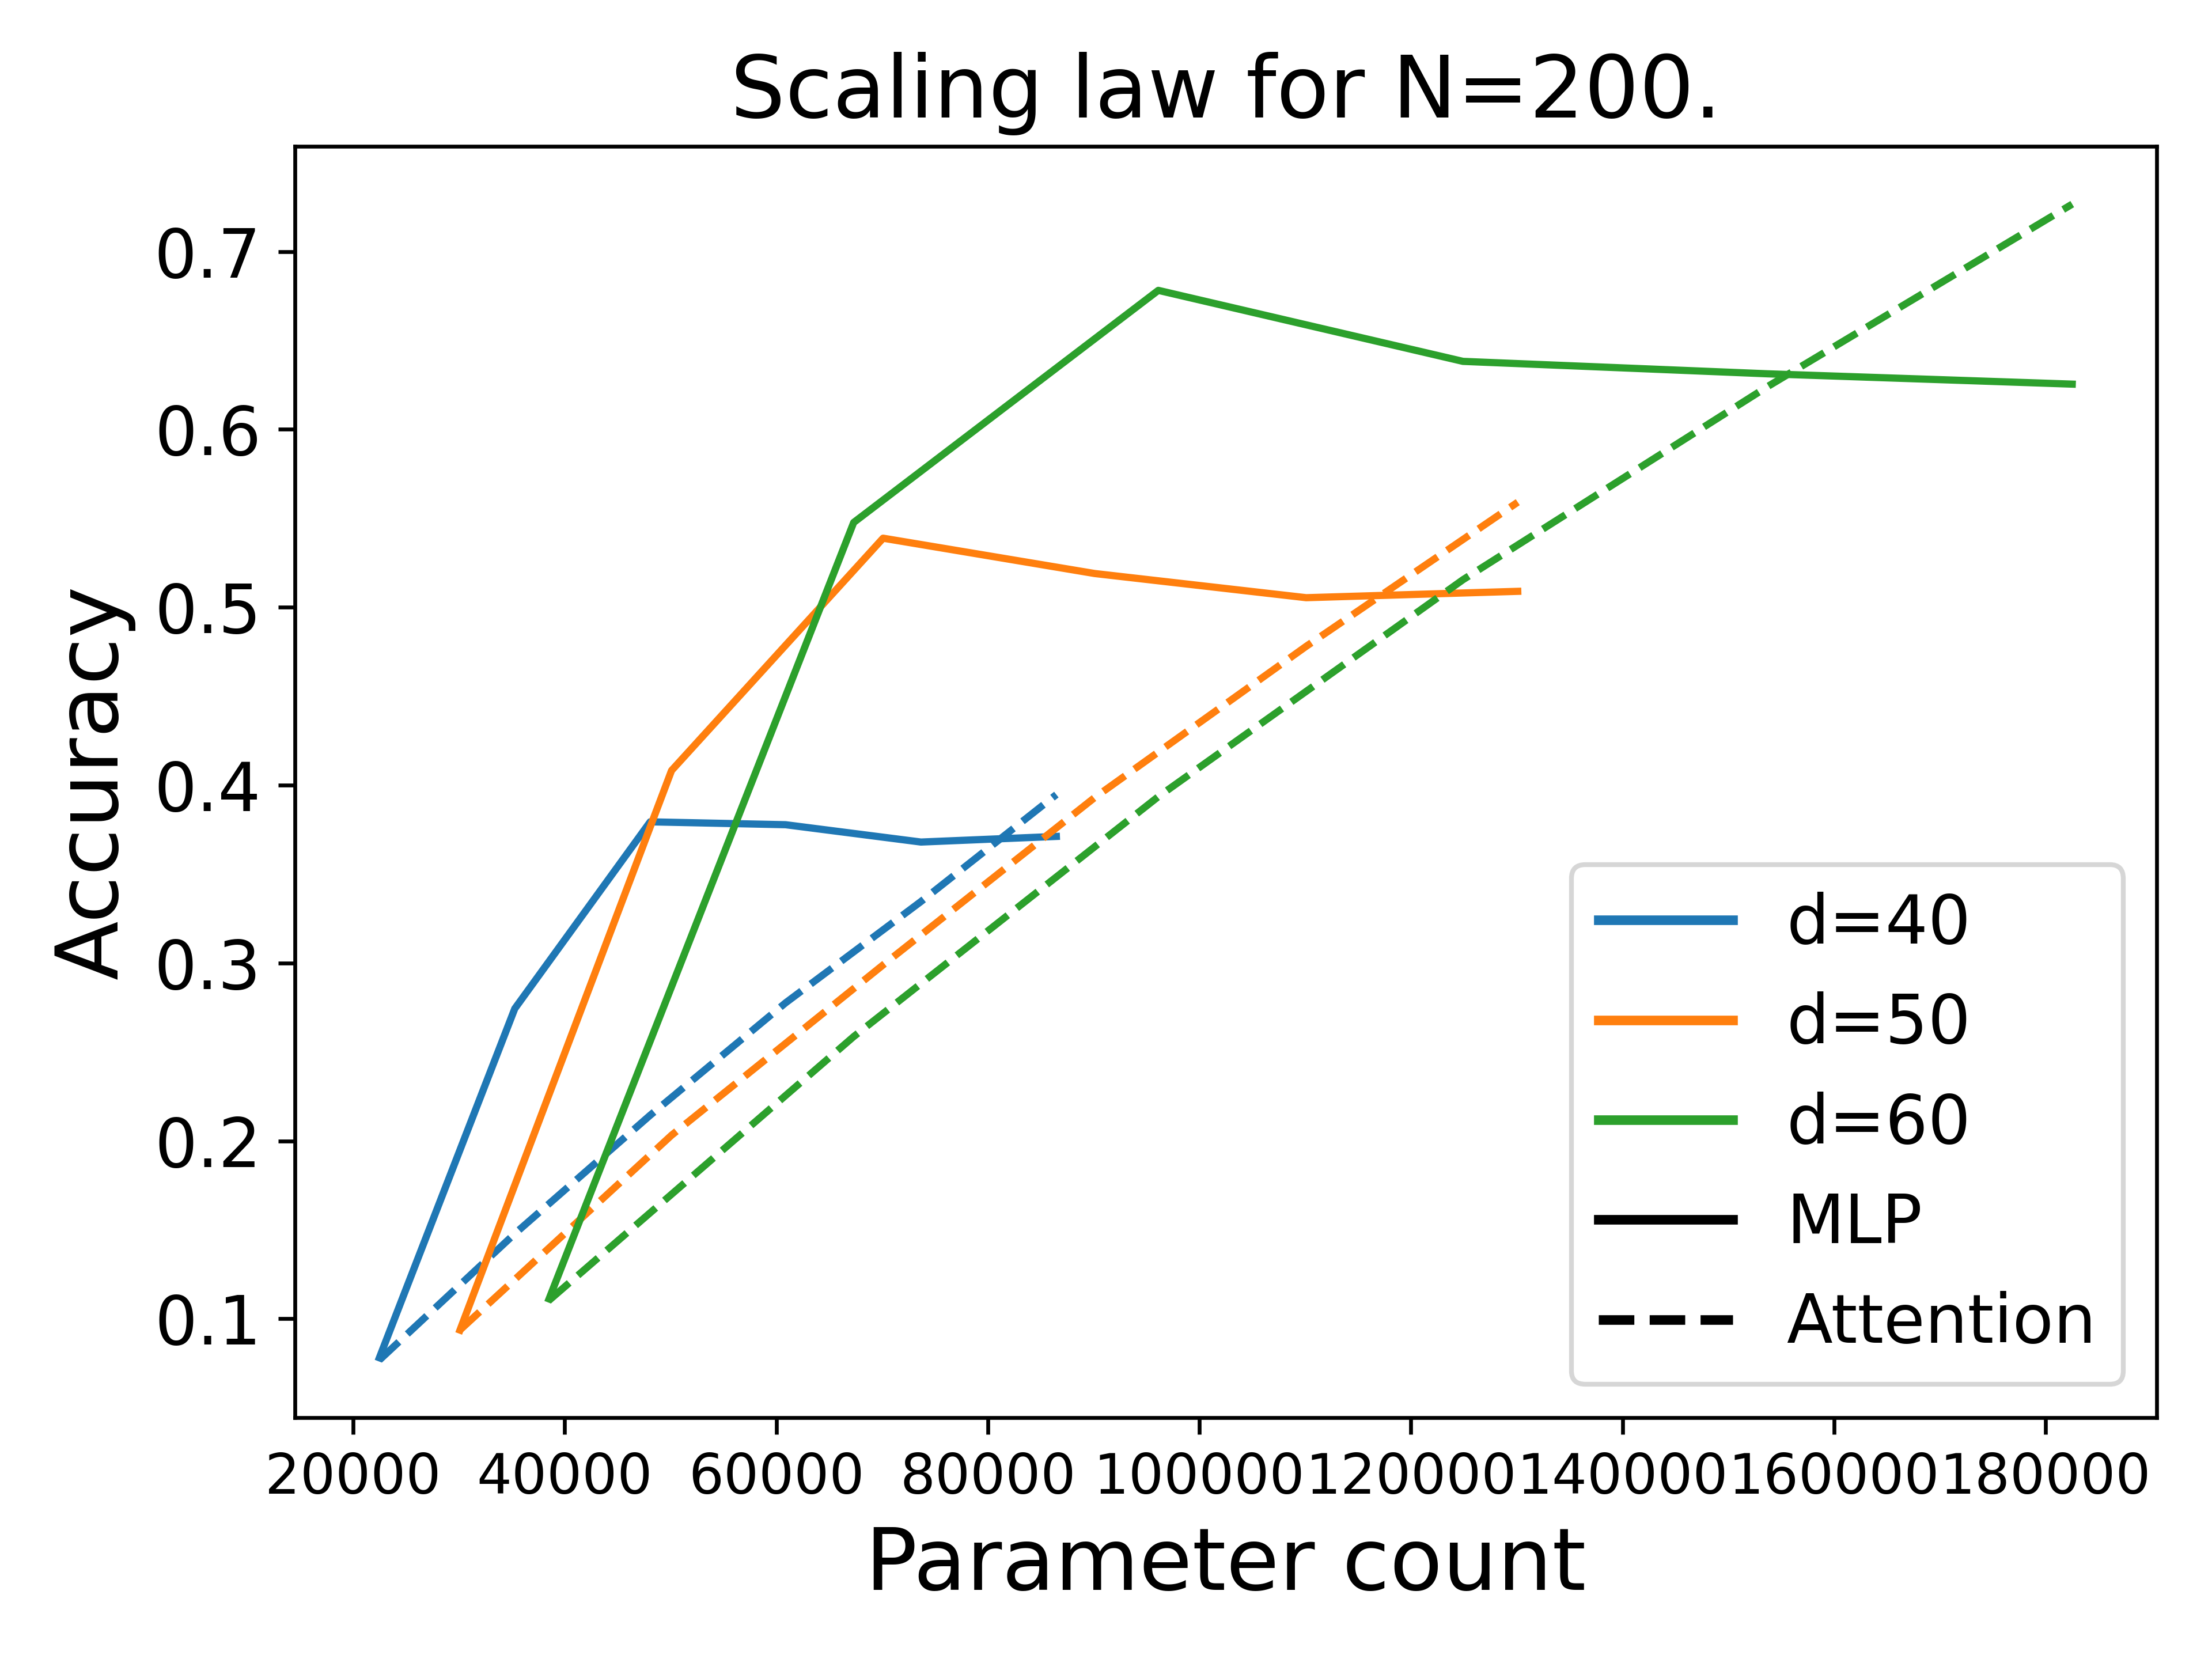 Scaling law for N=200.
0.7
0.6
0.5
0.4
0.3
0.2
0.1
Accuracy
d=40
d=50
d=60
MLP
Attention
20000 40000 60000 80000 100000 120000 140000 160000 180000
Parameter count